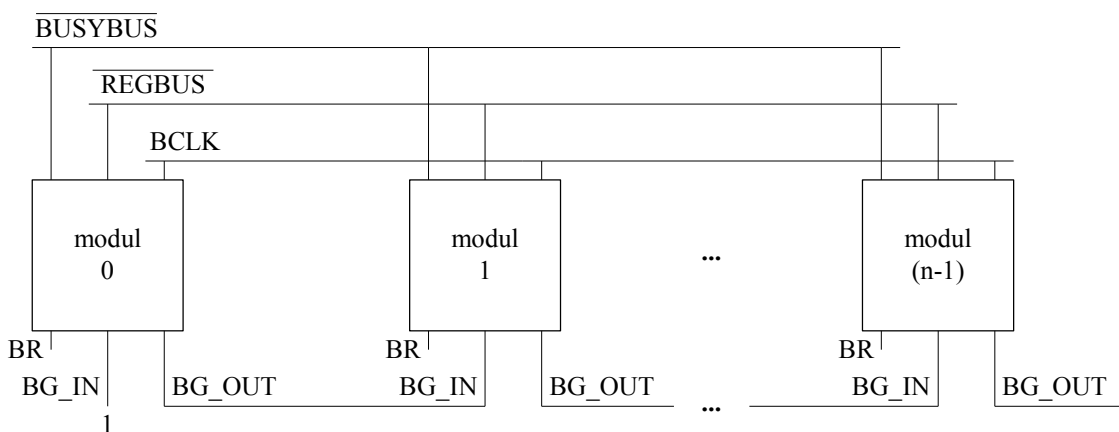 BUSYBUS
REGBUS
BCLK
modul
0
modul
1
...
modul
(n-1)
BR
BG_IN
BG_OUT
BR
BG_IN
BG_OUT
...
BR
BG_IN
BG_OUT
1